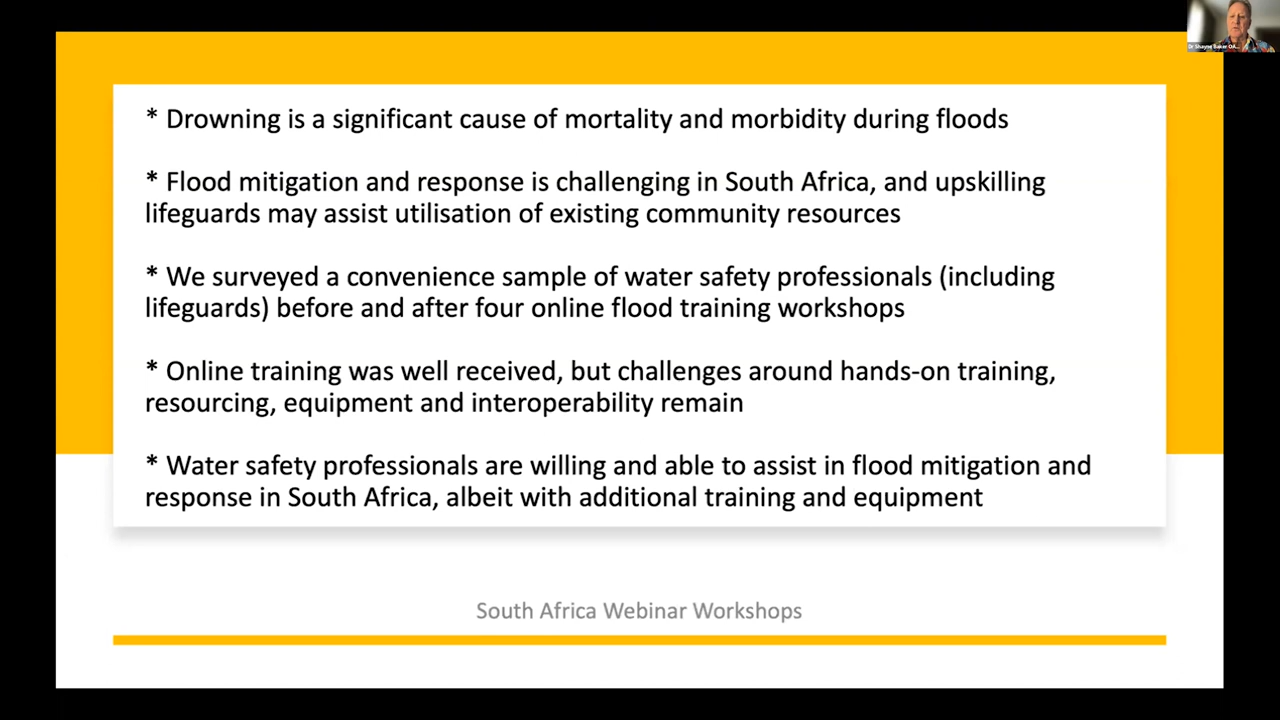 * Drowning is a significant cause of mortality and morbidity during floods
* Flood mitigation and response is challenging in South Africa, and upskilling
lifeguards may assist utilisation of existing community resources
* We surveyed a convenience sample of water safety professionals (including
lifeguards) before and after four online flood training workshops
* Online training was well received, but challenges around hands-on training,
resourcing, equipment and interoperability remain
* Water safety professionals are willing and able to assist in flood mitigation and
response in South Africa, albeit with additional training and equipment
South Africa Webinar Workshops
Dr Shayne Baker OA...